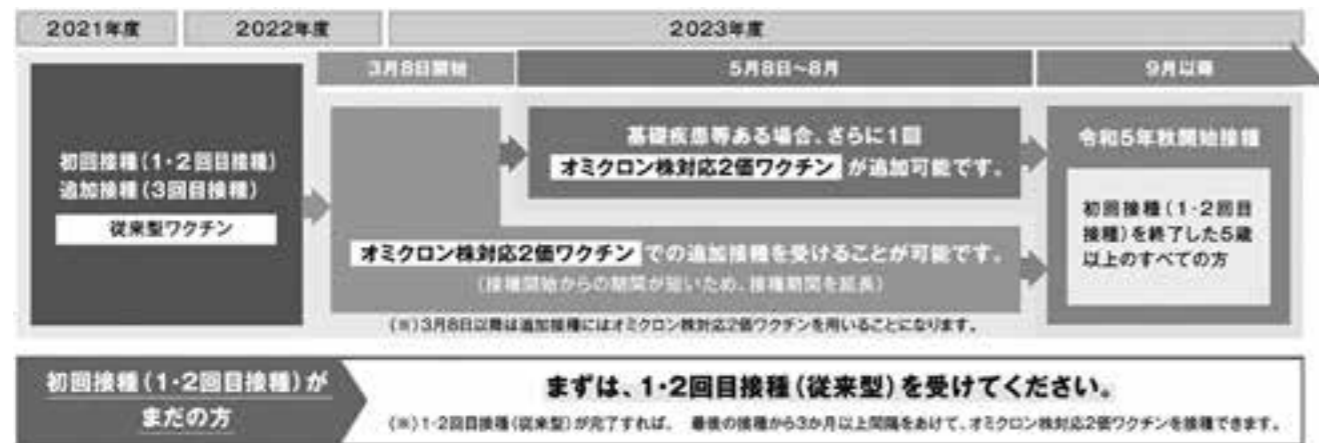 2021年度
2022年度
2023年度
3月8日開始
5月8日~8月
9月以降
初回接種(1・2回目接種)
追加接種(3回目接種)
従来型ワクチン
基礎疾患等ある場合、さらに1回
オミクロン株対応2価ワクチン が追加可能です。
オミクロン株対応2価ワクチン での追加接種を受けることが可能です。
(接種開始からの期間が短いため、接種期間を延長)
(※)3月8日以降は追加接種にはオミクロン株対応2価ワクチンを用いることになります。
令和5年秋開始接種
初回接種(1・2回目
接種)を終了した5歳
以上のすべての方
初回接種(1・2回目接種)が
まだの方
まずは、1・2回目接種(従来型)を受けてください。
(※)1・2回目接種(従来型)が完了すれば、 最後の接種から3か月以上間隔をあけて、オミクロン株対応2価ワクチンを接種できます。